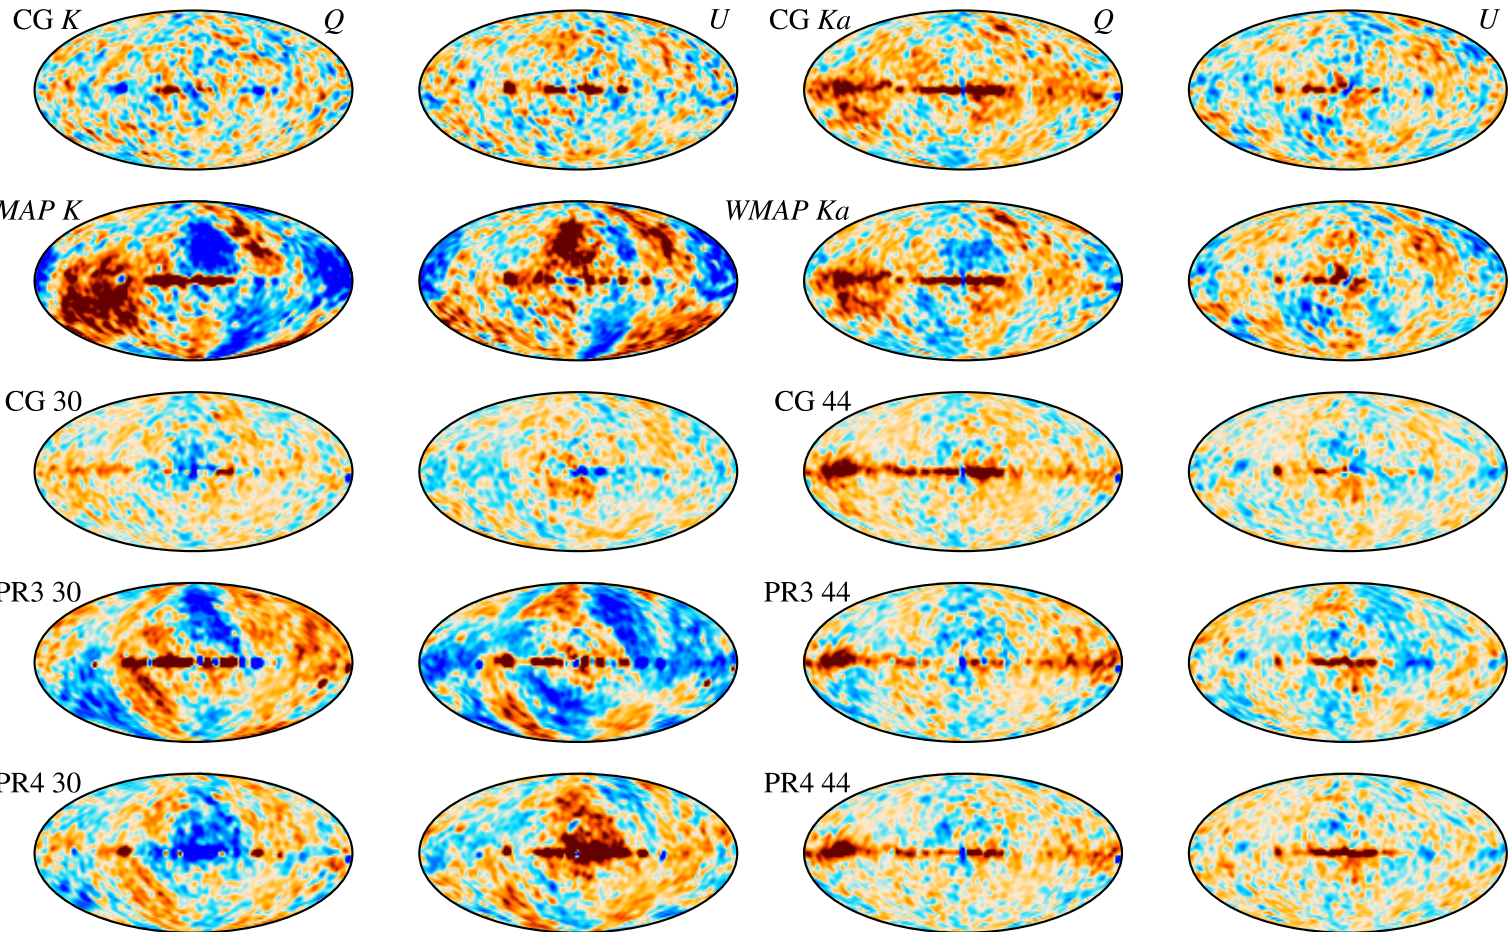 CG K Q U CG Ka Q U
MAP K WMAP Ka
CG 30 CG 44
PR3 30 PR3 44
PR4 30 PR4 44